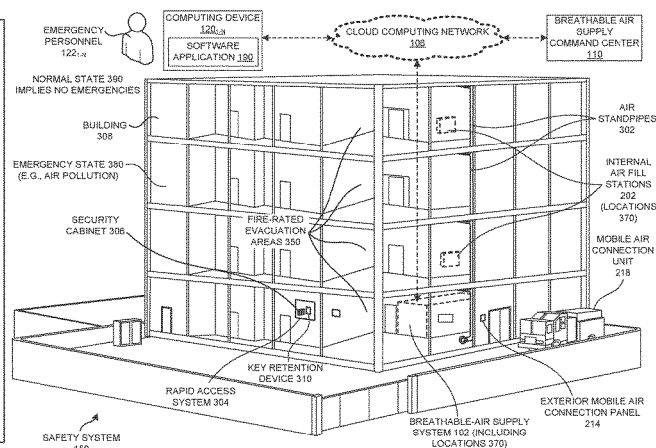 EMERGENCY
PERSONNEL
122₁₋ₙ
COMPUTING DEVICE
120₁₋ₙ
SOFTWARE
APPLICATION 190
CLOUD COMPUTING NETWORK
108
BREATHABLE AIR
SUPPLY
COMMAND CENTER
110
NORMAL STATE 390
IMPLIES NO EMERGENCIES
BUILDING
308
EMERGENCY STATE 380
(E.G., AIR POLLUTION)
SECURITY
CABINET 306
FIRE-RATED
EVACUATION
AREAS 350
AIR
STANDPIPES
302
INTERNAL
AIR FILL
STATIONS
202
(LOCATIONS
370)
MOBILE AIR
CONNECTION
UNIT
218
KEY RETENTION
DEVICE 310
RAPID ACCESS
SYSTEM 304
EXTERIOR MOBILE AIR
CONNECTION PANEL
214
BREATHABLE-AIR SUPPLY
SYSTEM 102 (INCLUDING
LOCATIONS 370)
SAFETY SYSTEM